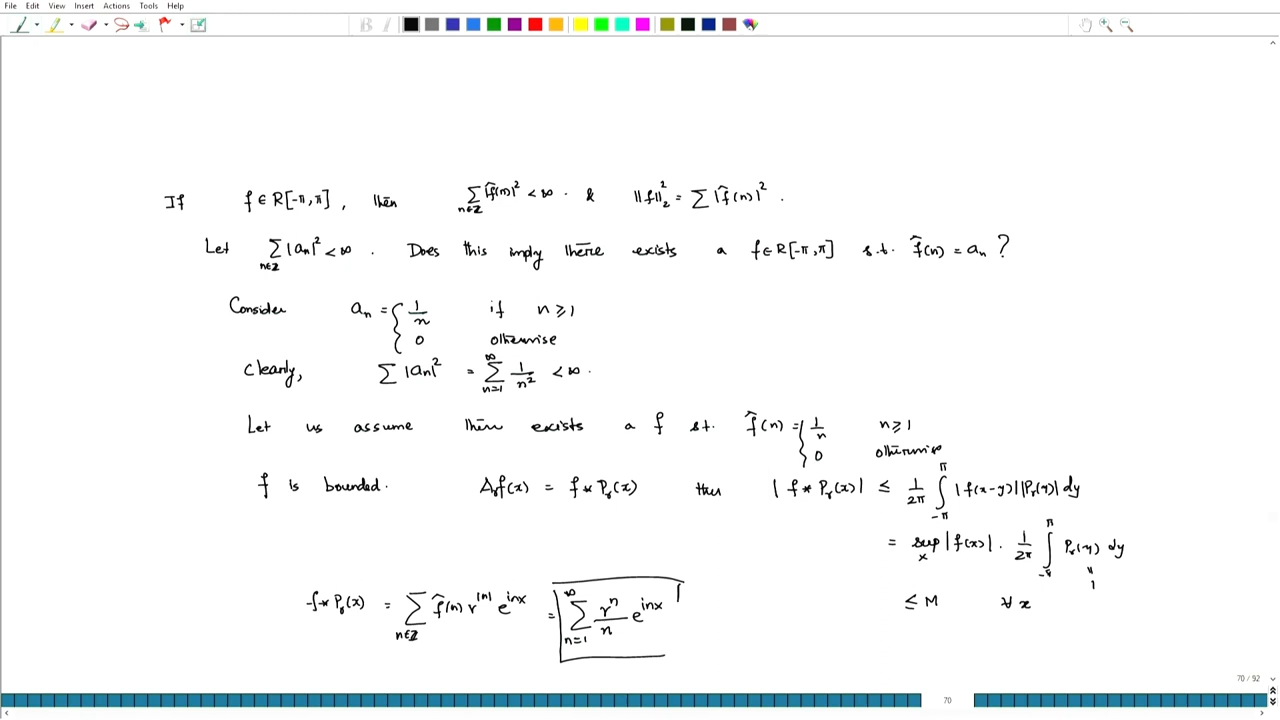 File Edit View Insert Actions Tools Help
If f ∈ R[-π, π], then ∑_{n∈ℤ} |f̂(n)|² < ∞. & ‖f‖₂² = ∑ |f̂(n)|².
Let ∑_{n∈ℤ} |aₙ|² < ∞. Does this imply there exists a f ∈ R[-π, π] s.t. f̂(n) = aₙ ?
Consider aₙ = { 1/n if n ≥ 1
0 otherwise
Clearly, ∑ |aₙ|² = ∑_{n=1}^{∞} 1/n² < ∞.
Let us assume there exists a f s.t. f̂(n) = { 1/n n ≥ 1
0 otherwise
f is bounded. A_r f(x) = f * P_r(x) then |f * P_r(x)| ≤ 1/2π ∫_{-π}^{π} |f(x-y)| |P_r(y)| dy
= sup_x |f(x)| · 1/2π ∫_{-π}^{π} P_r(y) dy
"
1
f * P_r(x) = ∑_{n∈ℤ} f̂(n) r^{|n|} e^{inx} = ∑_{n=1}^{∞} rⁿ/n e^{inx} ≤ M ∀ x
70 / 92
70